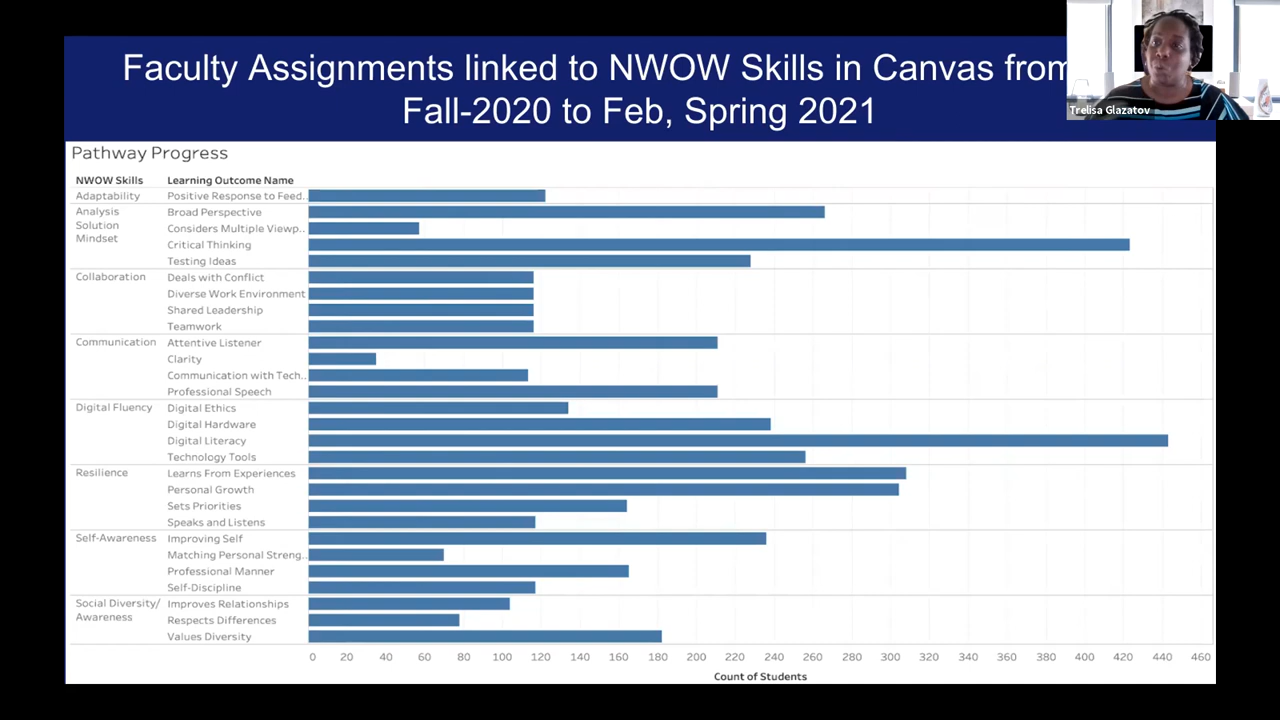 Faculty Assignments linked to NWOW Skills in Canvas from
Fall-2020 to Feb, Spring 2021
Trelisa Glazatov
Pathway Progress
NWOW Skills Learning Outcome Name
Adaptability Positive Response to Feed..
Analysis Broad Perspective
Solution Considers Multiple Viewp..
Mindset
Critical Thinking
Testing Ideas
Collaboration Deals with Conflict
Diverse Work Environment
Shared Leadership
Teamwork
Communication Attentive Listener
Clarity
Communication with Tech..
Professional Speech
Digital Fluency Digital Ethics
Digital Hardware
Digital Literacy
Technology Tools
Resilience Learns From Experiences
Personal Growth
Sets Priorities
Speaks and Listens
Self-Awareness Improving Self
Matching Personal Streng..
Professional Manner
Self-Discipline
Social Diversity/ Improves Relationships
Awareness Respects Differences
Values Diversity
0 20 40 60 80 100 120 140 160 180 200 220 240 260 280 300 320 340 360 380 400 420 440 460
Count of Students